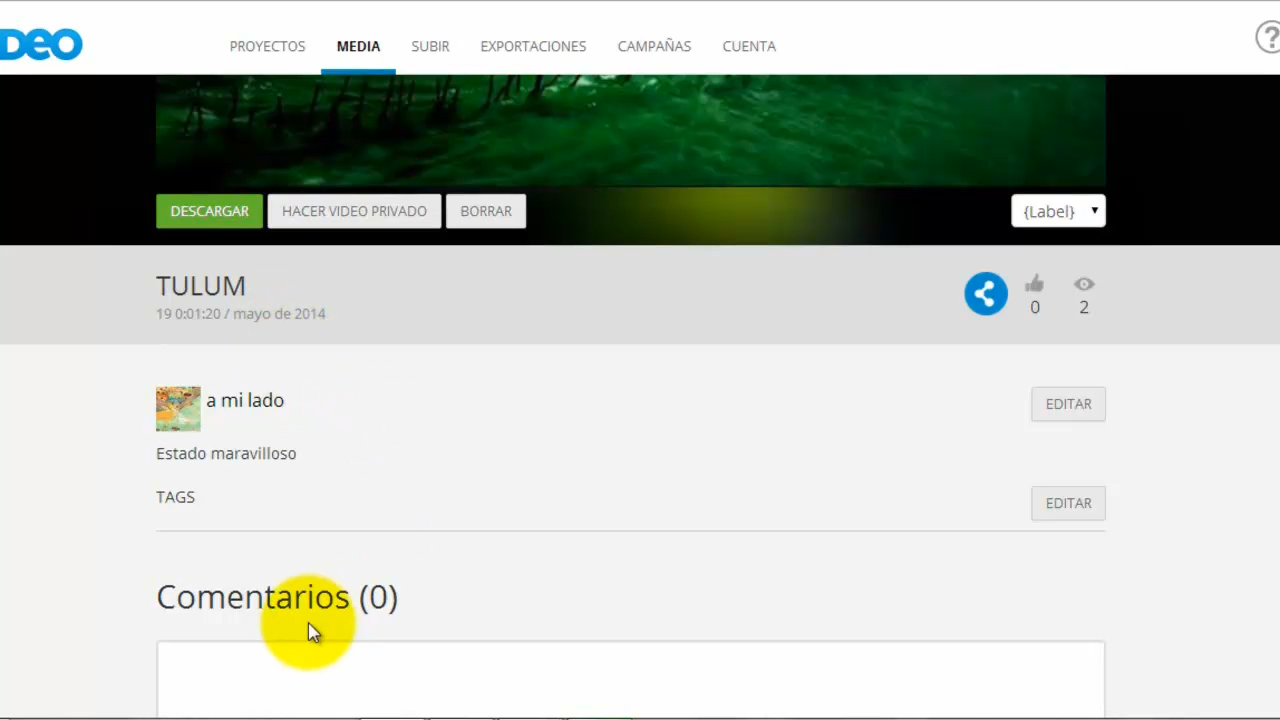 DEO
PROYECTOS MEDIA SUBIR EXPORTACIONES CAMPAÑAS CUENTA ?
DESCARGAR HACER VIDEO PRIVADO BORRAR {Label}
TULUM
19 0:01:20 / mayo de 2014
0 2
a mi lado EDITAR
Estado maravilloso
TAGS EDITAR
Comentarios (0)